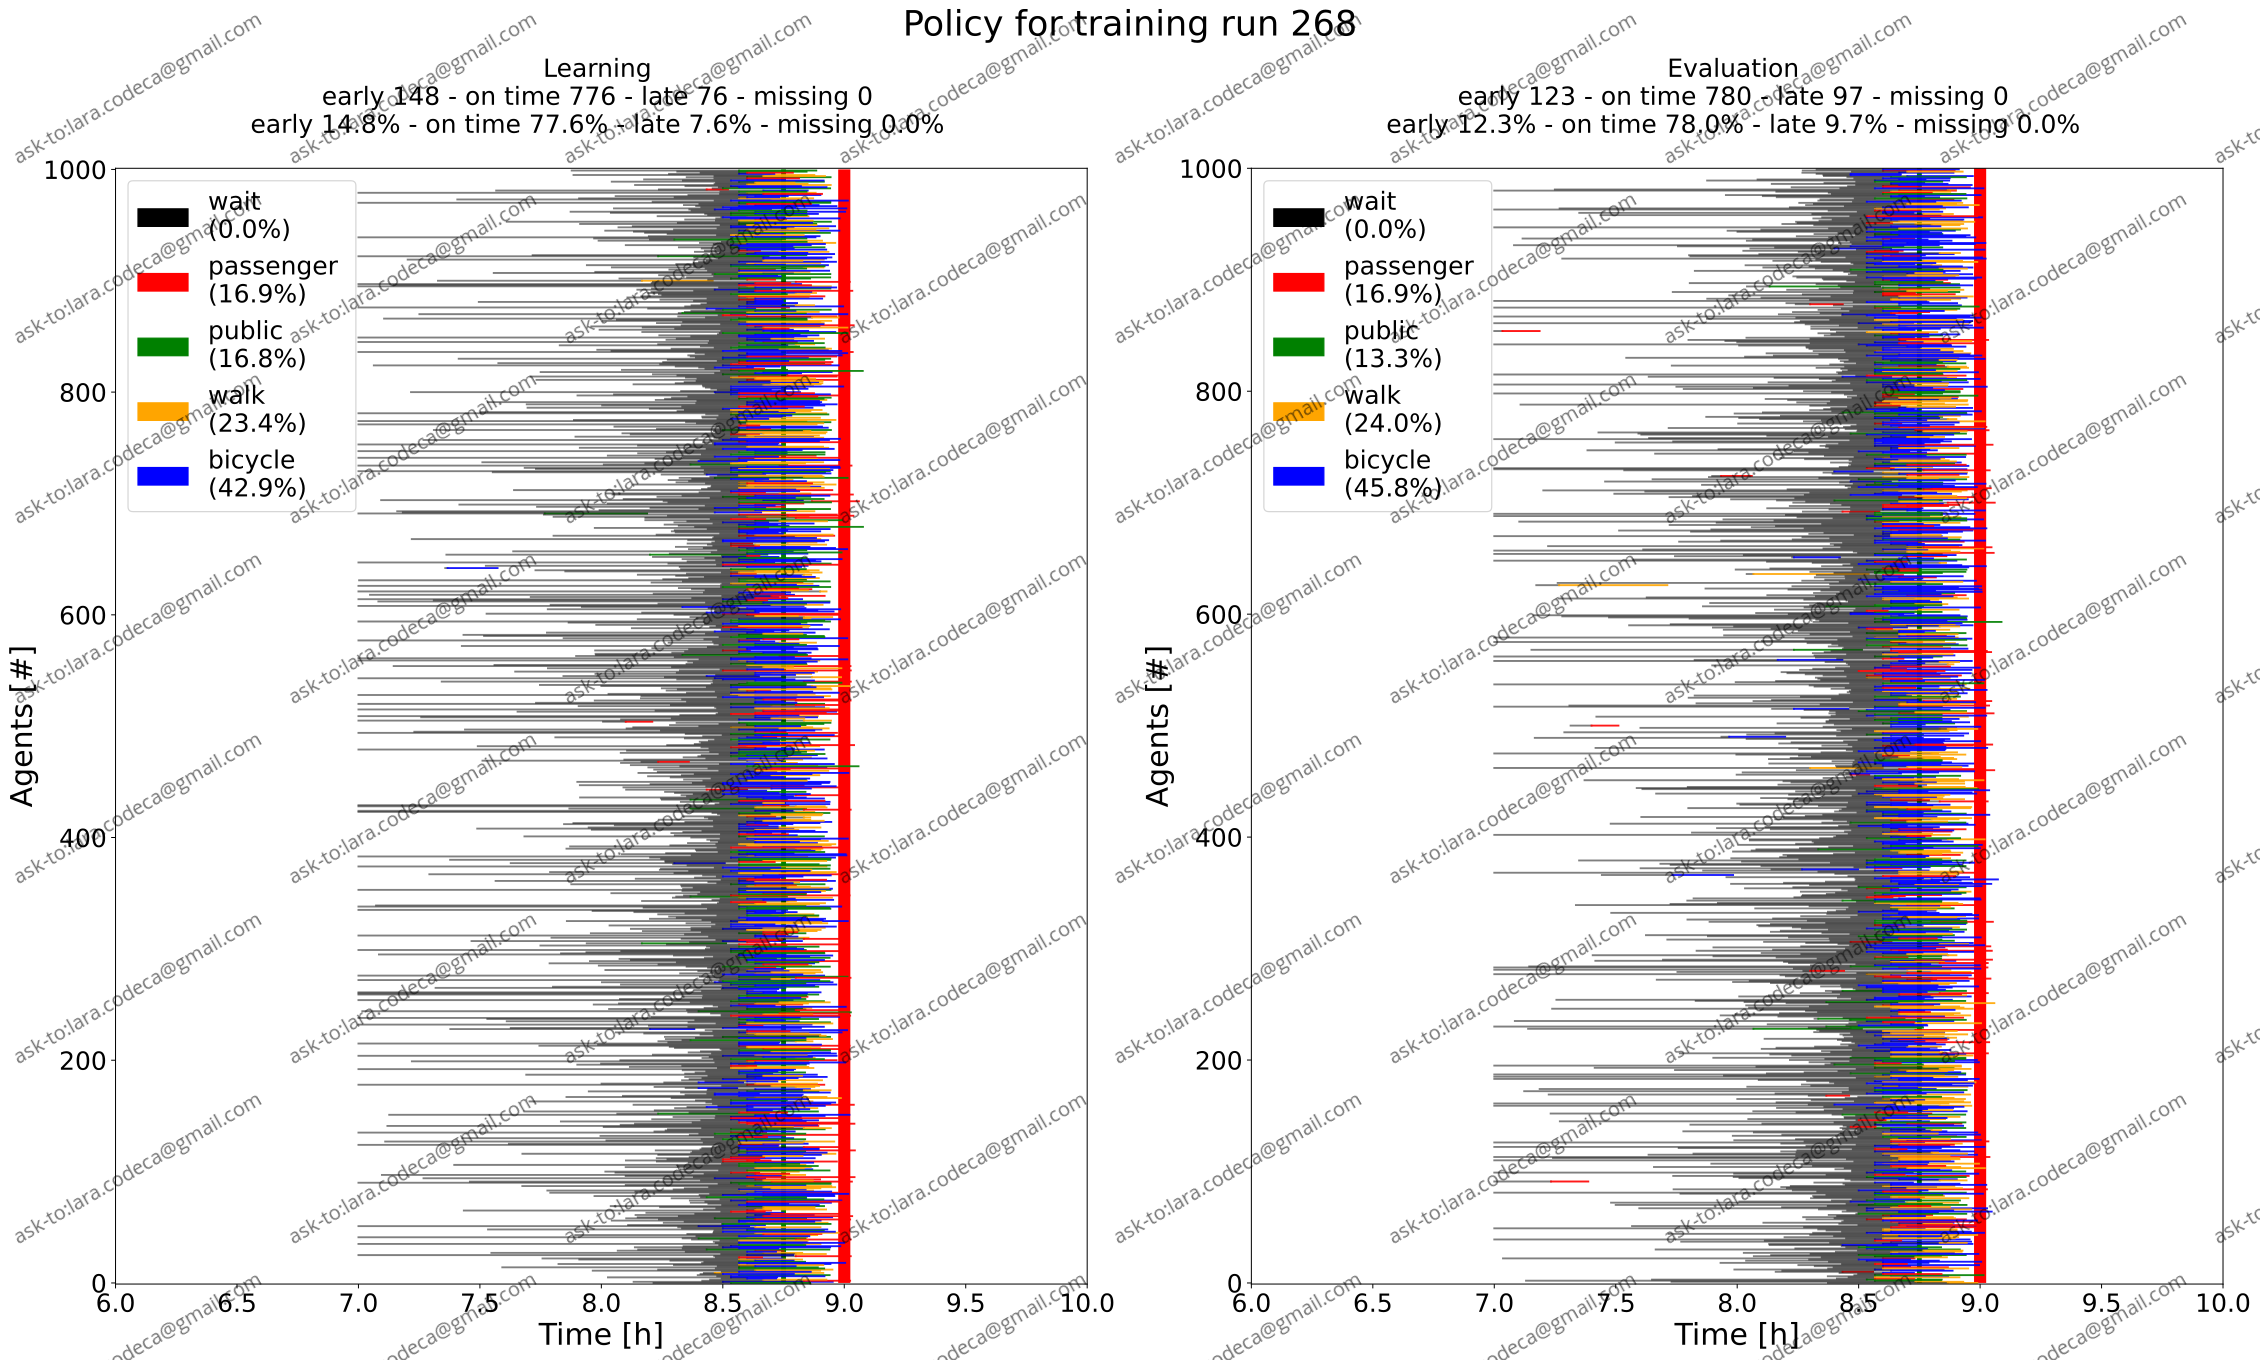 Policy for training run 268
Learning
early 148 - on time 776 - late 76 - missing 0
early 14.8% - on time 77.6% - late 7.6% - missing 0.0%
1000
800
600
400
200
0
Agents [#]
wait
(0.0%)
passenger
(16.9%)
public
(16.8%)
walk
(23.4%)
bicycle
(42.9%)
6.0 6.5 7.0 7.5 8.0 8.5 9.0 9.5 10.0
Time [h]
Evaluation
early 123 - on time 780 - late 97 - missing 0
early 12.3% - on time 78.0% - late 9.7% - missing 0.0%
1000
800
600
400
200
0
Agents [#]
wait
(0.0%)
passenger
(16.9%)
public
(13.3%)
walk
(24.0%)
bicycle
(45.8%)
6.0 6.5 7.0 7.5 8.0 8.5 9.0 9.5 10.0
Time [h]
ask-to:lara.codeca@gmail.com